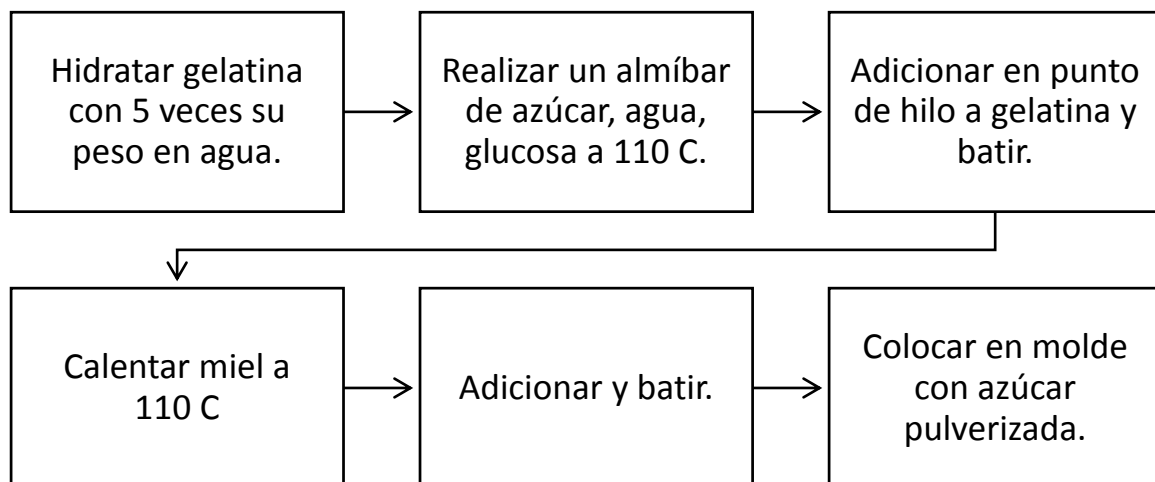 Hidratar gelatina
con 5 veces su
peso en agua.
Realizar un almíbar
de azúcar, agua,
glucosa a 110 C.
Adicionar en punto
de hilo a gelatina y
batir.
Calentar miel a
110 C
Adicionar y batir.
Colocar en molde
con azúcar
pulverizada.